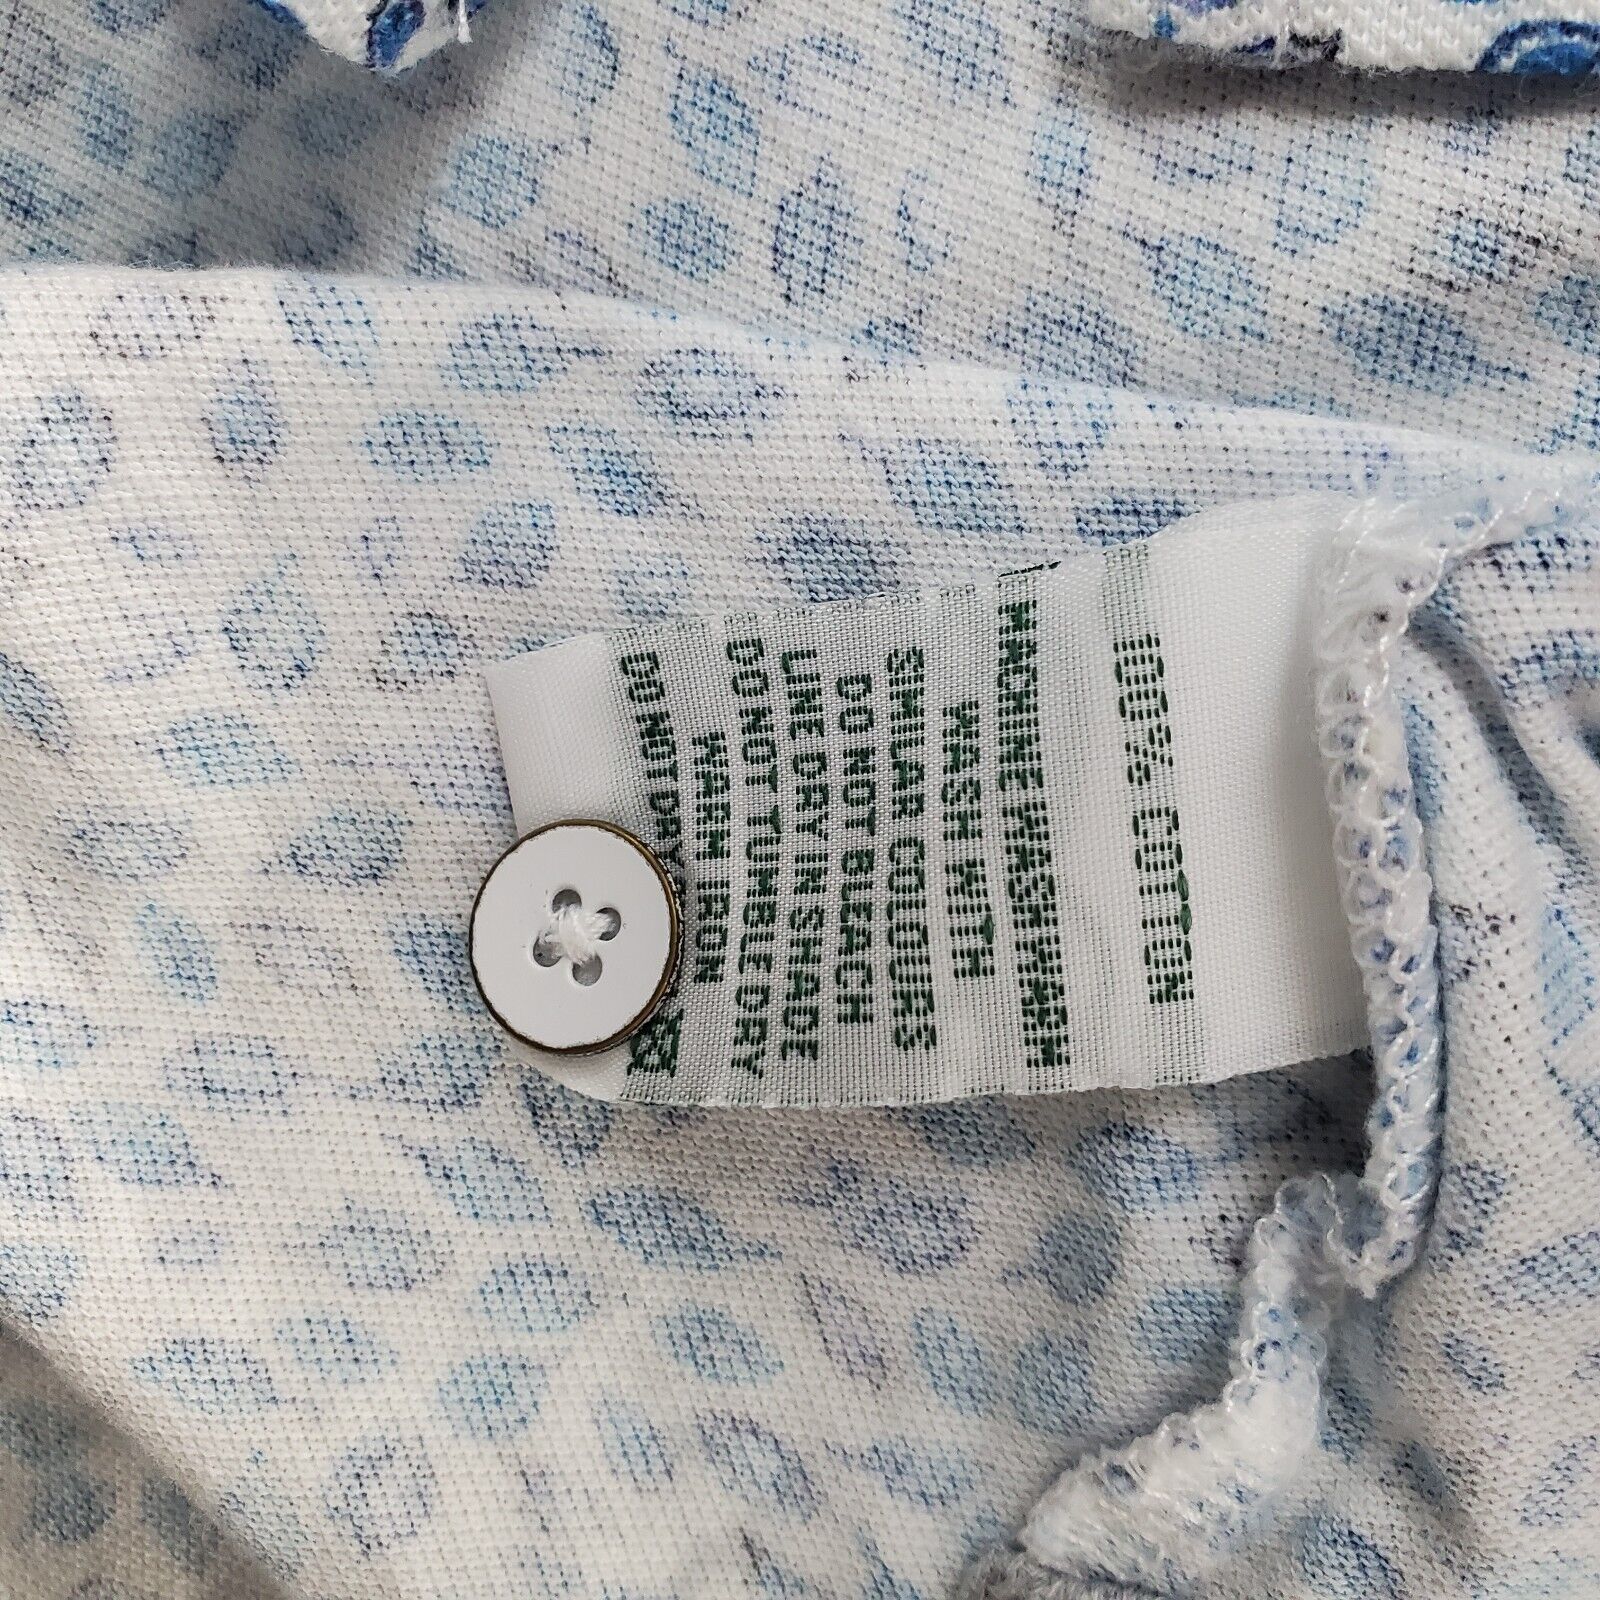 100% COTTON
MACHINE WASH
WASH WITH
SIMILAR COLOURS
DO NOT BLEACH
LINE DRY IN SHADE
DO NOT TUMBLE DRY
WARM IRON
DO NOT DRY